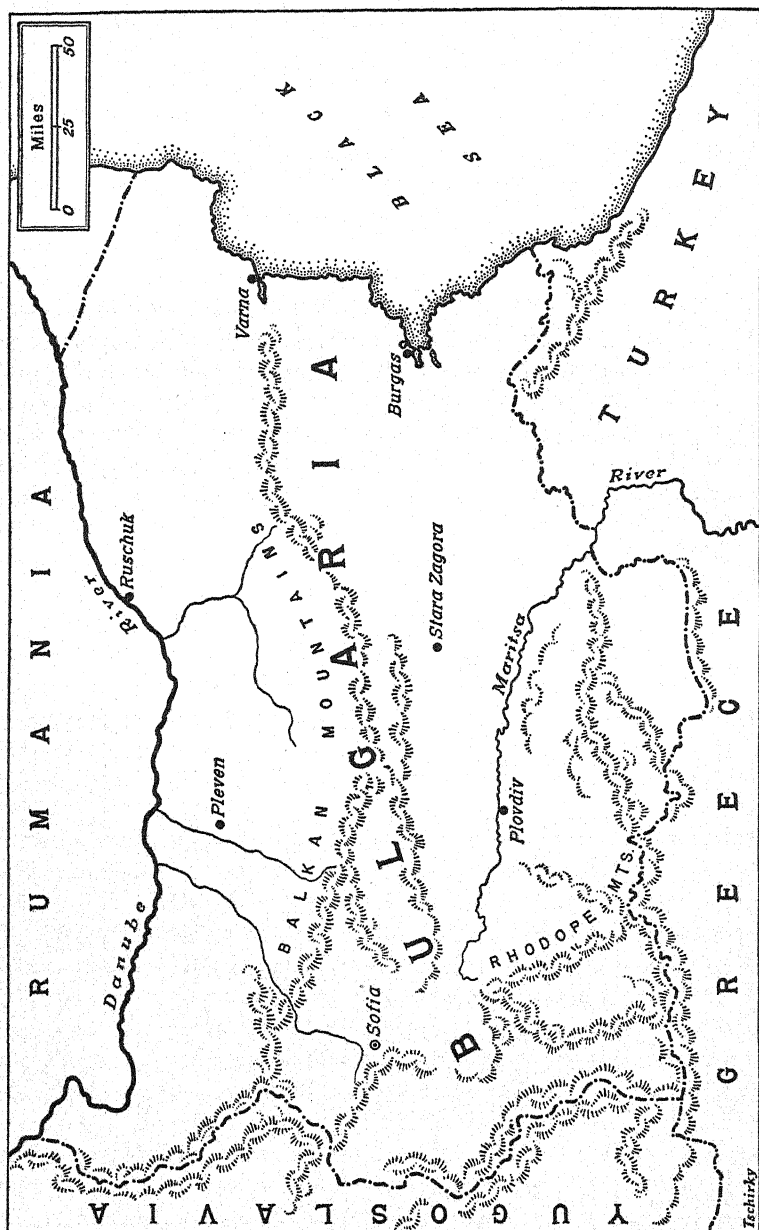 RUMANIA
Miles
0 25 50
Danube River
Ruschuk
Pleven
Varna
BLACK
SEA
BALKAN MOUNTAINS
BULGARIA
Sofia
Burgas
Slara Zagora
Maritsa River
Plovdiv
RHODOPE MTS.
YUGOSLAVIA
GREECE
TURKEY
Tschirky